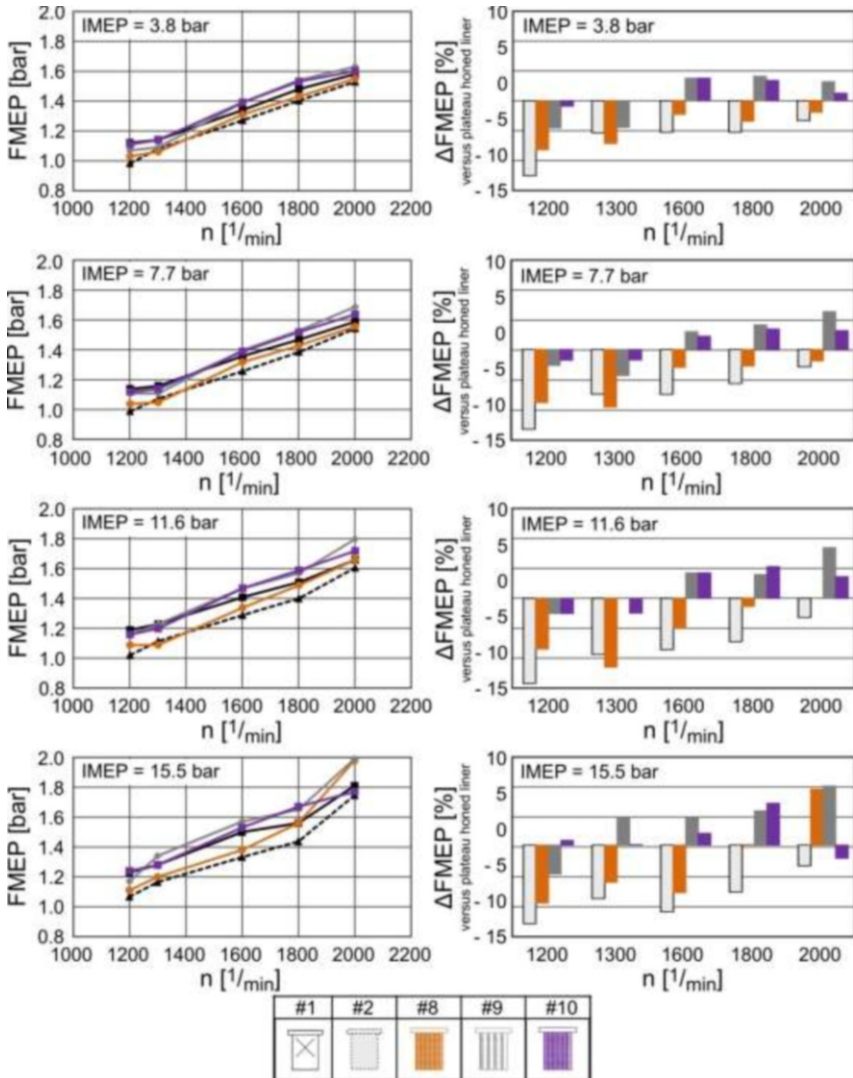 IMEP = 3.8 bar
FMEP [bar]
1.8
1.6
1.4
1.2
1.0
0.8
1000 1200 1400 1600 1800 2000 2200
n [1/min]
IMEP = 3.8 bar
ΔFMEP [%]
versus plateau honed liner
10
5
0
- 5
- 10
- 15
1200 1300 1600 1800 2000
IMEP = 7.7 bar
FMEP [bar]
2.0
1.8
1.6
1.4
1.2
1.0
0.8
1000 1200 1400 1600 1800 2000 2200
n [1/min]
IMEP = 7.7 bar
ΔFMEP [%]
versus plateau honed liner
10
5
0
- 5
- 10
- 15
1200 1300 1600 1800 2000
IMEP = 11.6 bar
FMEP [bar]
2.0
1.8
1.6
1.4
1.2
1.0
0.8
1000 1200 1400 1600 1800 2000 2200
n [1/min]
IMEP = 11.6 bar
ΔFMEP [%]
versus plateau honed liner
10
5
0
- 5
- 10
- 15
1200 1300 1600 1800 2000
IMEP = 15.5 bar
FMEP [bar]
2.0
1.8
1.6
1.4
1.2
1.0
0.8
1000 1200 1400 1600 1800 2000 2200
n [1/min]
IMEP = 15.5 bar
ΔFMEP [%]
versus plateau honed liner
10
5
0
- 5
- 10
- 15
1200 1300 1600 1800 2000
#1 #2 #8 #9 #10